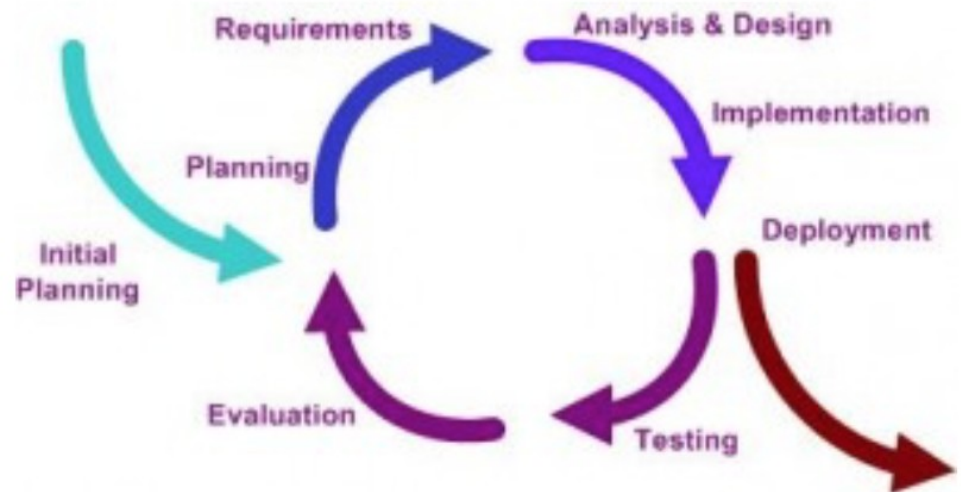 Requirements
Analysis & Design
Implementation
Planning
Deployment
Initial
Planning
Evaluation
Testing